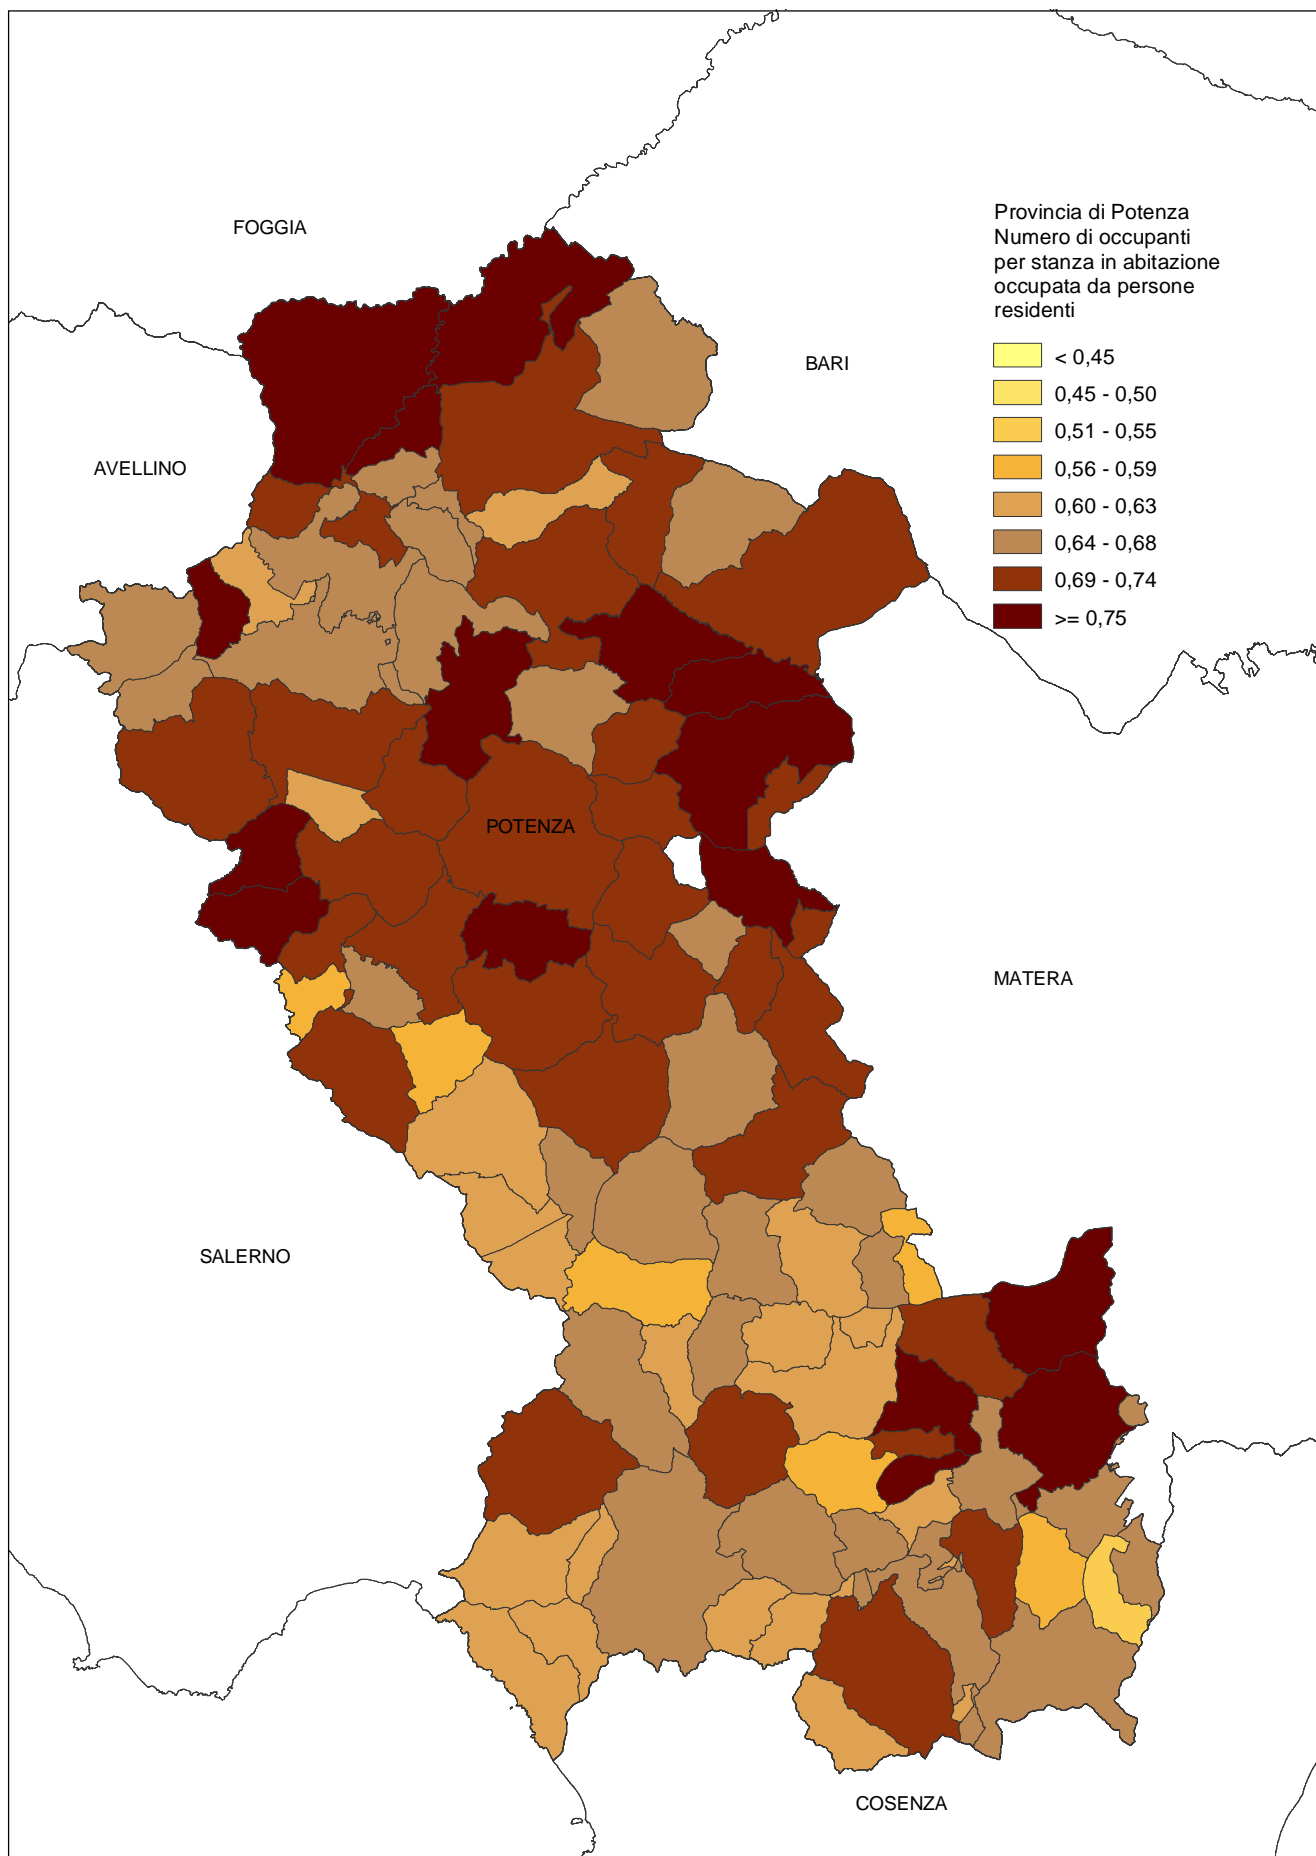 FOGGIA
Provincia di Potenza
Numero di occupanti
per stanza in abitazione
occupata da persone
residenti
BARI
< 0,45
0,45 - 0,50
0,51 - 0,55
AVELLINO
0,56 - 0,59
0,60 - 0,63
0,64 - 0,68
0,69 - 0,74
>= 0,75
POTENZA
MATERA
SALERNO
COSENZA